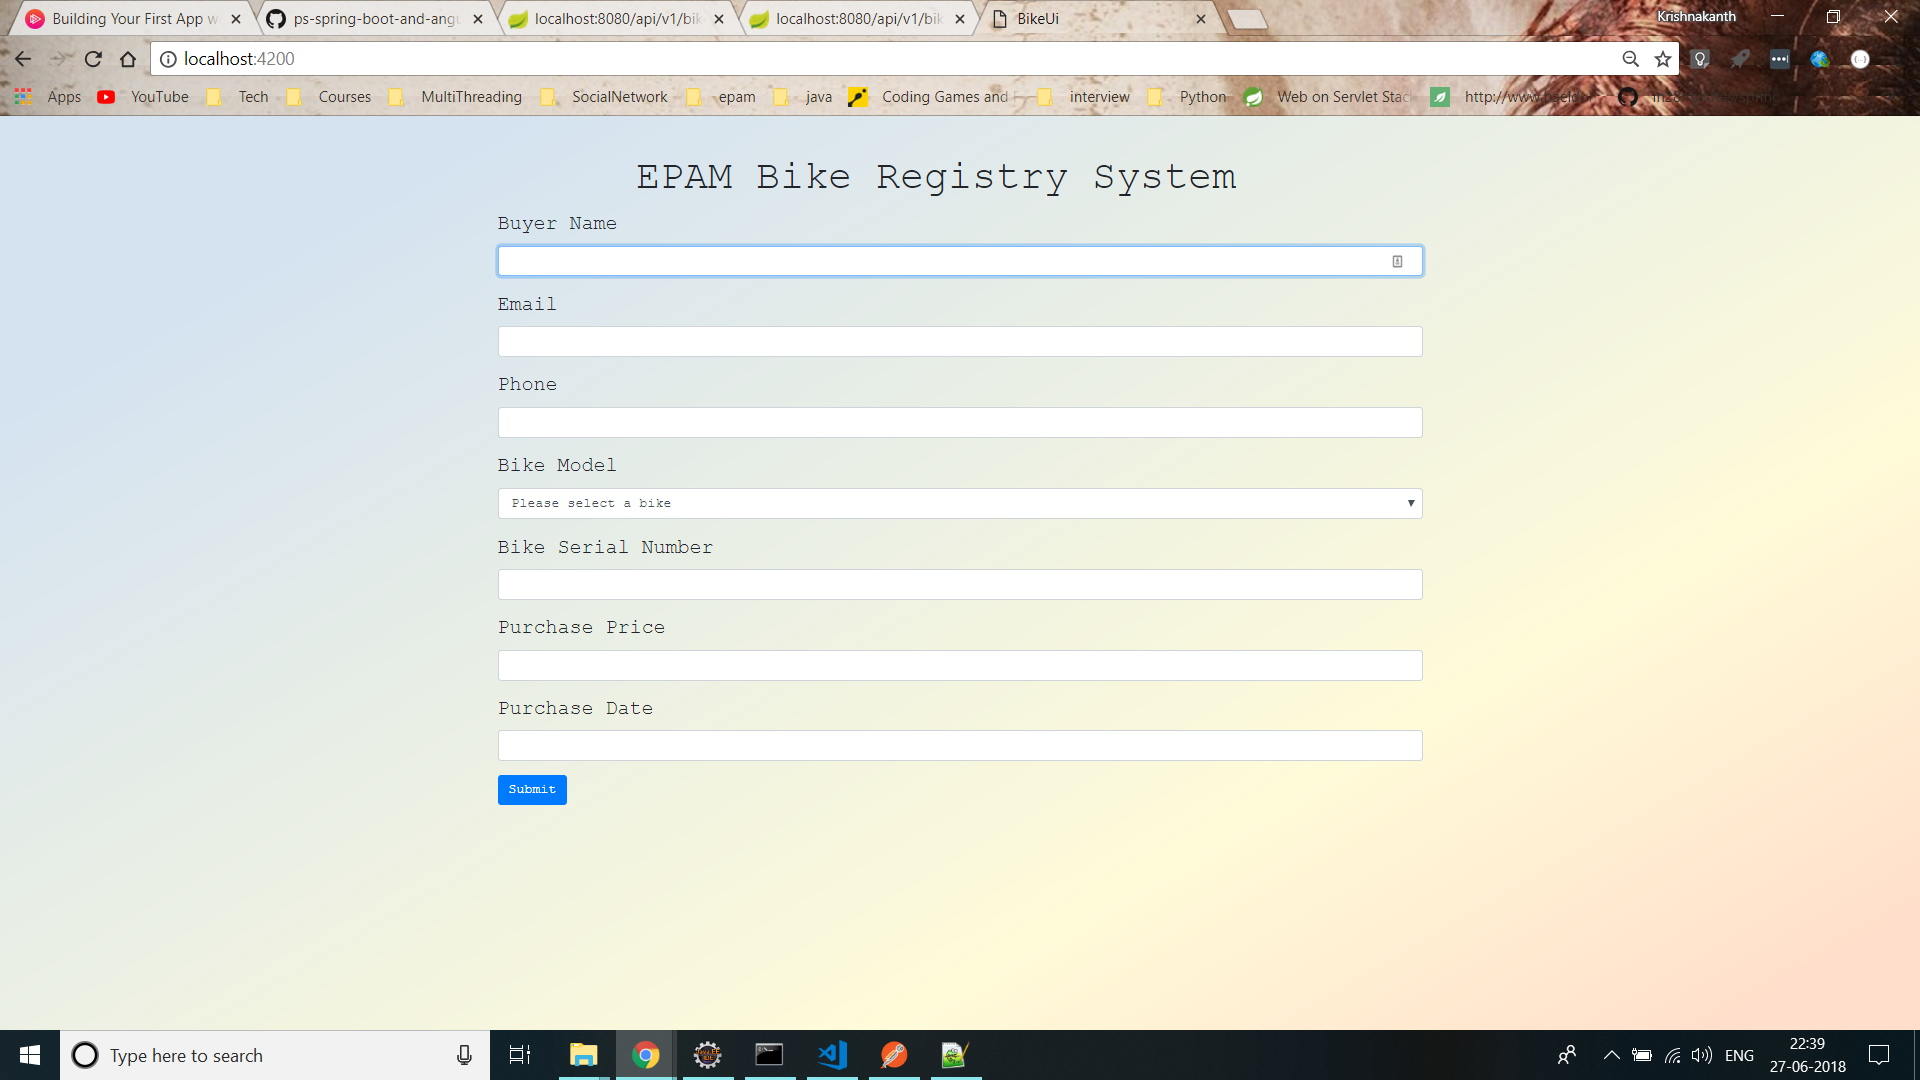 Building Your First App w
ps-spring-boot-and-angu
localhost:8080/api/v1/bik
localhost:8080/api/v1/bik
BikeUi
Krishnakanth
localhost:4200
Apps YouTube Tech Courses MultiThreading SocialNetwork epam java Coding Games and interview Python Web on Servlet Stac http://www
EPAM Bike Registry System
Buyer Name
Email
Phone
Bike Model
Please select a bike
Bike Serial Number
Purchase Price
Purchase Date
Submit
Type here to search
ENG
22:39
27-06-2018